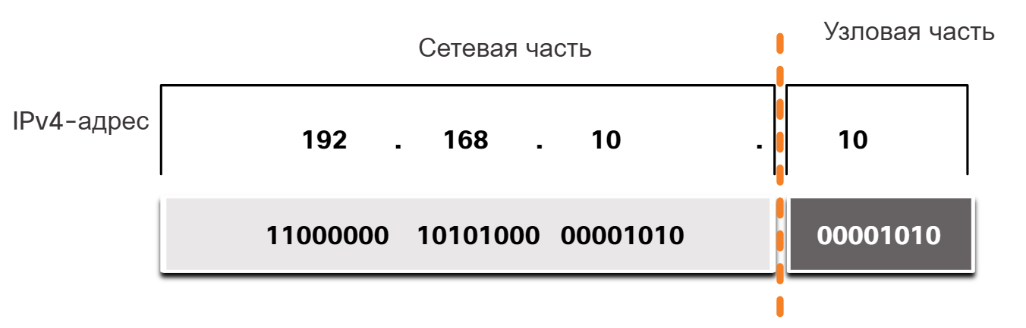 Узловая часть
Сетевая часть
IPv4-адрес
192 . 168 . 10 . 10
11000000 10101000 00001010 00001010